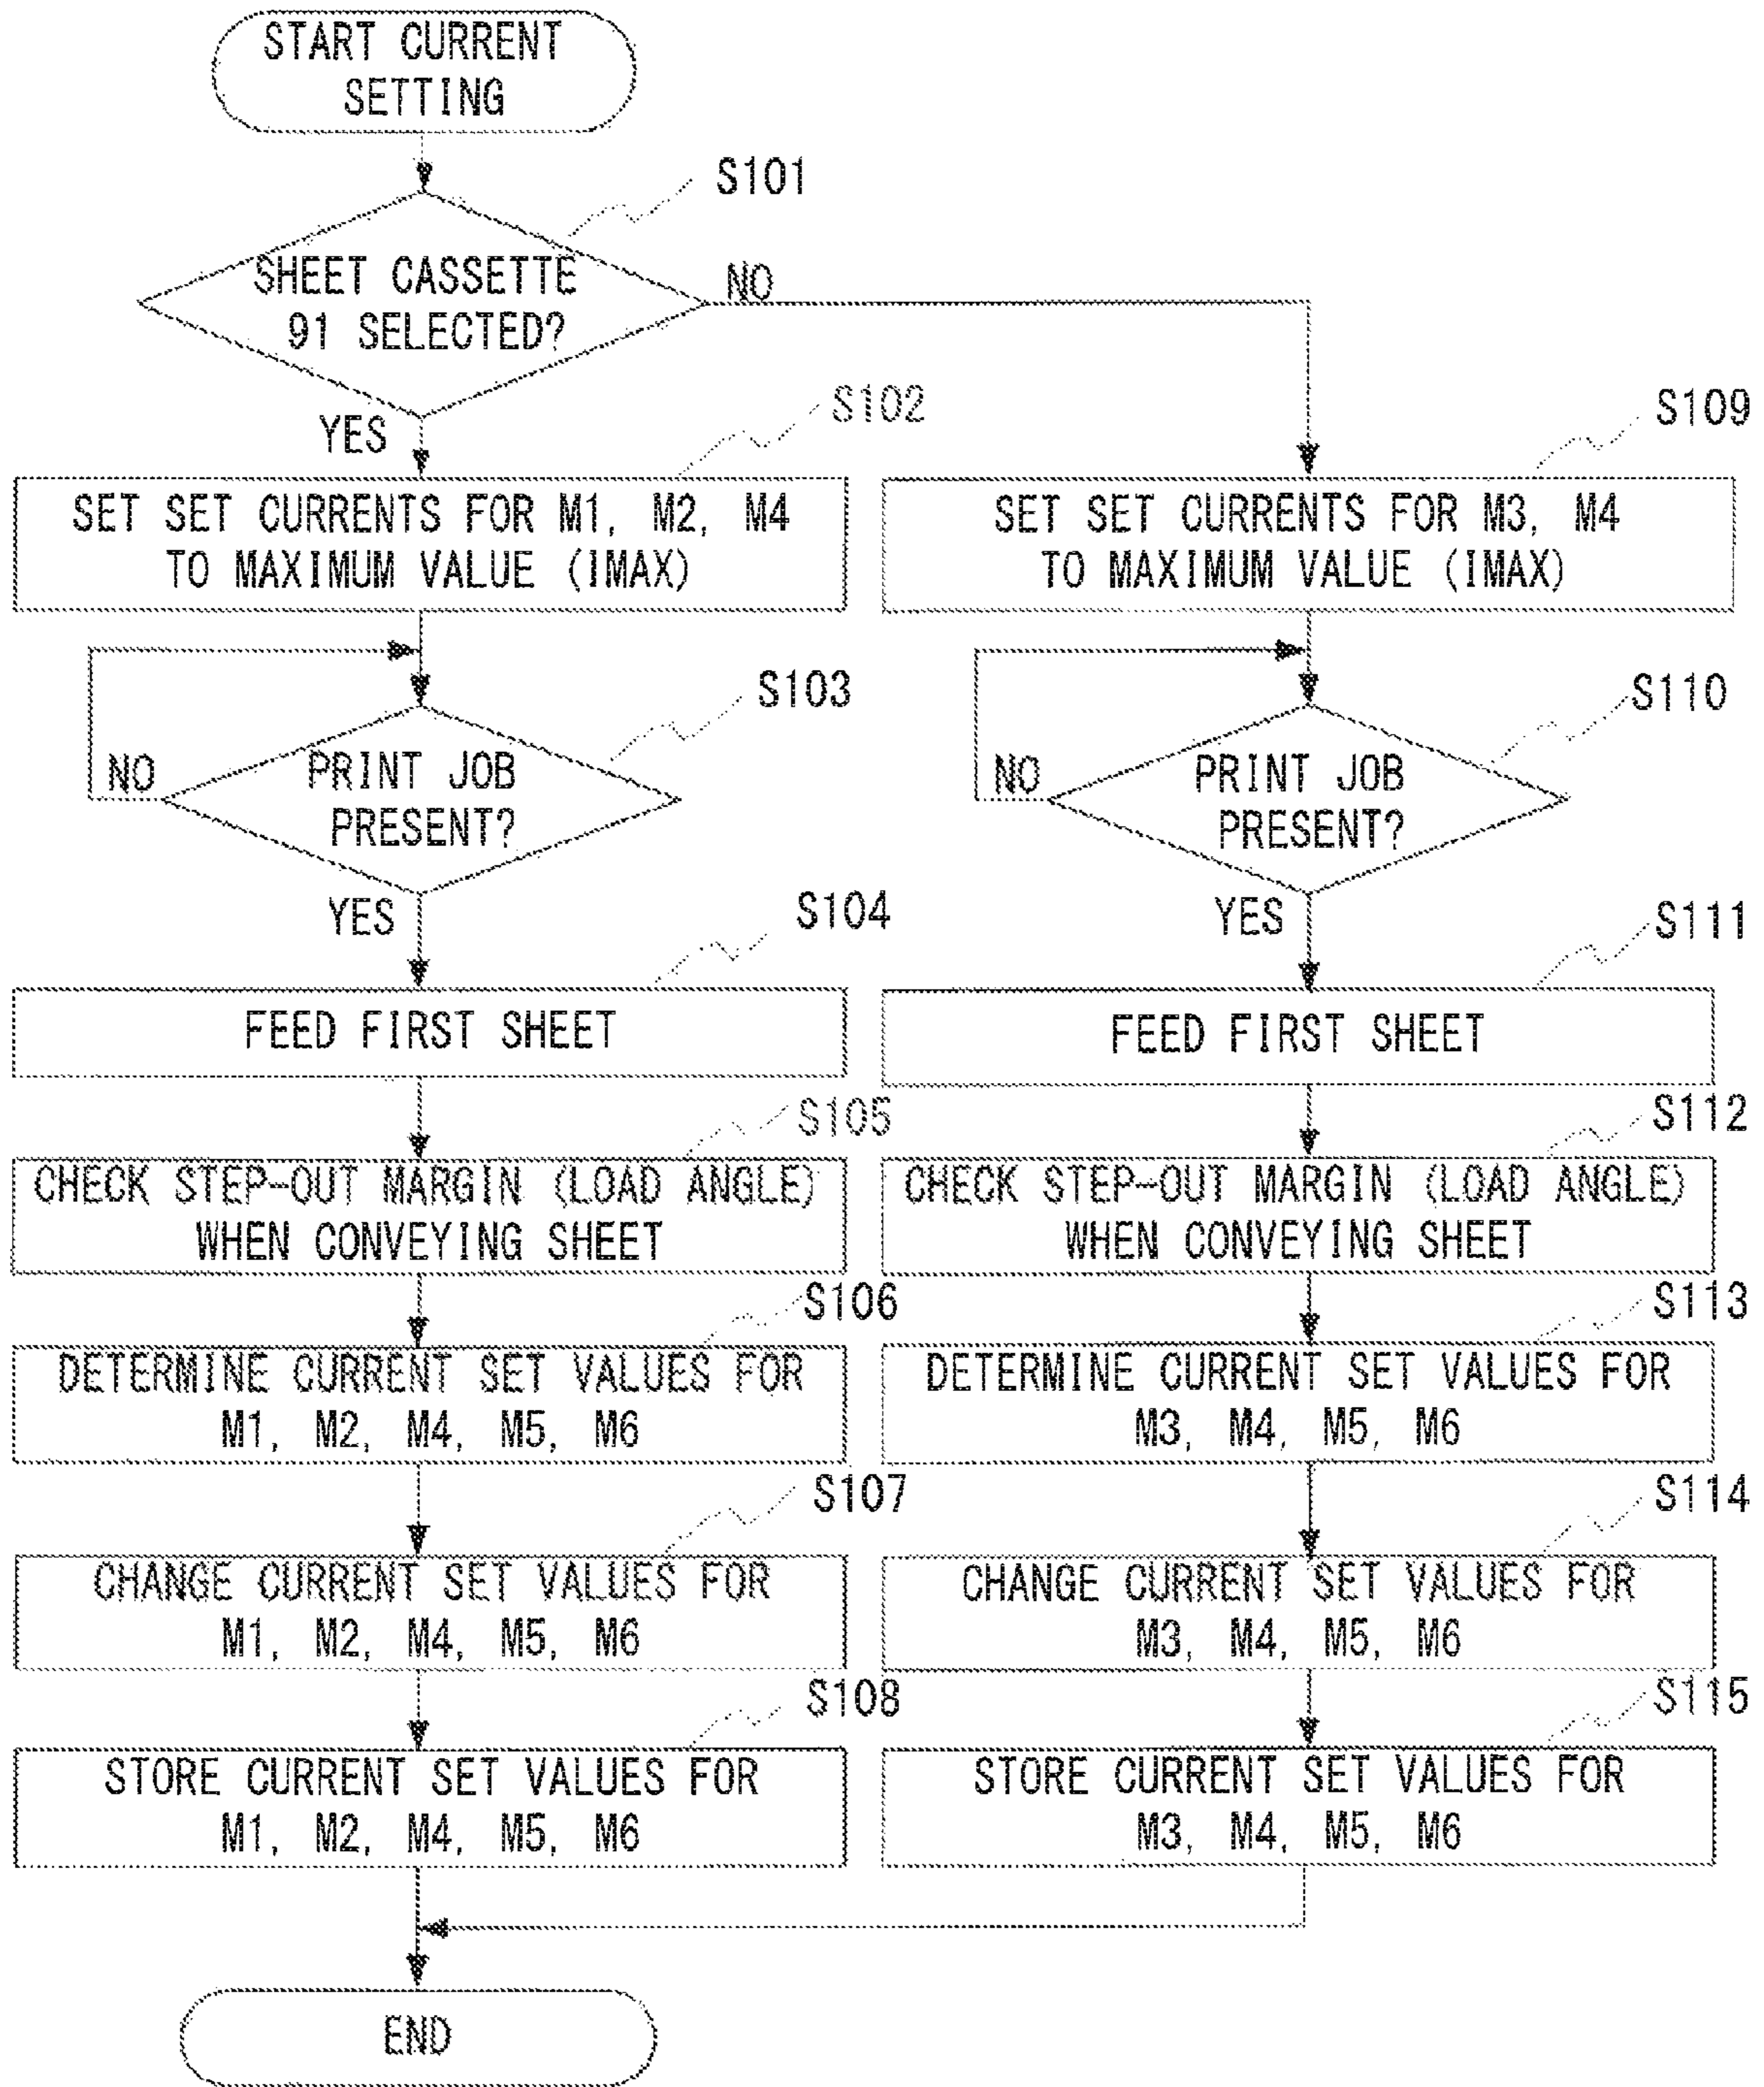 START CURRENT
SETTING
S101
SHEET CASSETTE
91 SELECTED?
NO
YES
S102
SET SET CURRENTS FOR M1, M2, M4
TO MAXIMUM VALUE (IMAX)
S103
PRINT JOB
PRESENT?
NO
YES
S104
FEED FIRST SHEET
S105
CHECK STEP-OUT MARGIN (LOAD ANGLE)
WHEN CONVEYING SHEET
S106
DETERMINE CURRENT SET VALUES FOR
M1, M2, M4, M5, M6
S107
CHANGE CURRENT SET VALUES FOR
M1, M2, M4, M5, M6
S108
STORE CURRENT SET VALUES FOR
M1, M2, M4, M5, M6
S109
SET SET CURRENTS FOR M3, M4
TO MAXIMUM VALUE (IMAX)
S110
PRINT JOB
PRESENT?
NO
YES
S111
FEED FIRST SHEET
S112
CHECK STEP-OUT MARGIN (LOAD ANGLE)
WHEN CONVEYING SHEET
S113
DETERMINE CURRENT SET VALUES FOR
M3, M4, M5, M6
S114
CHANGE CURRENT SET VALUES FOR
M3, M4, M5, M6
S115
STORE CURRENT SET VALUES FOR
M3, M4, M5, M6
END